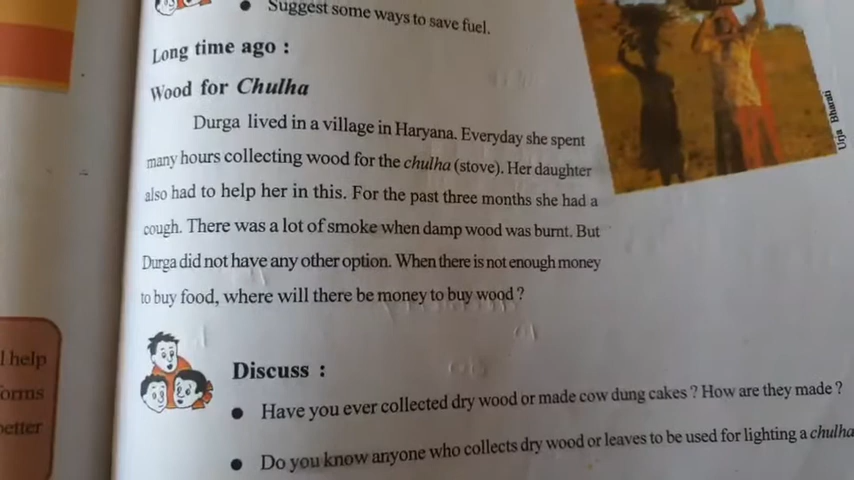 ● Suggest some ways to save fuel.
Long time ago :
Wood for Chulha
Durga lived in a village in Haryana. Everyday she spent
many hours collecting wood for the chulha (stove). Her daughter
also had to help her in this. For the past three months she had a
cough. There was a lot of smoke when damp wood was burnt. But
Durga did not have any other option. When there is not enough money
to buy food, where will there be money to buy wood ?
Urja Bharati
l help
orms
etter
Discuss :
● Have you ever collected dry wood or made cow dung cakes ? How are they made ?
● Do you know anyone who collects dry wood or leaves to be used for lighting a chulha